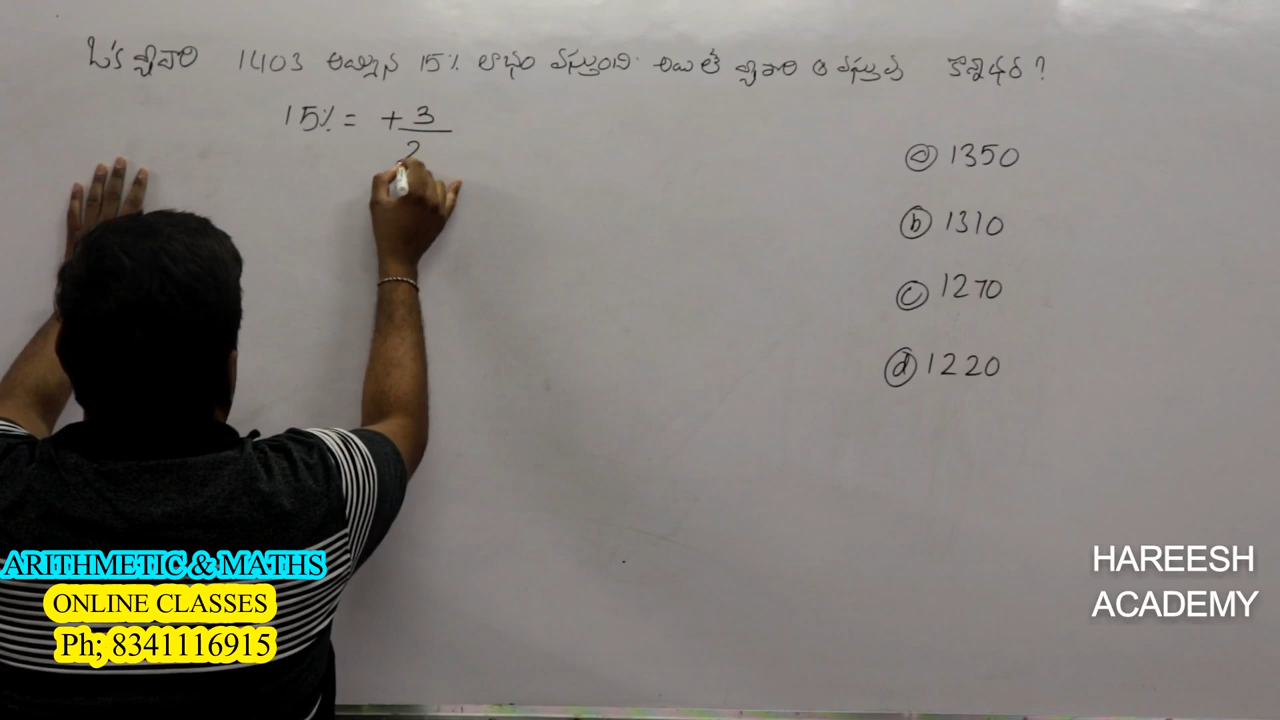 ఒక వ్యాపారి 1403 అమ్మిన 15% లాభం వస్తుంది. అయితే వ్యాపారి ఆ వస్తువు కొన్నధర ?
15% = + 3
2
ⓐ 1350
ⓑ 1310
ⓒ 1270
ⓓ 1220
ARITHMETIC & MATHS
ONLINE CLASSES
Ph; 8341116915
HAREESH
ACADEMY